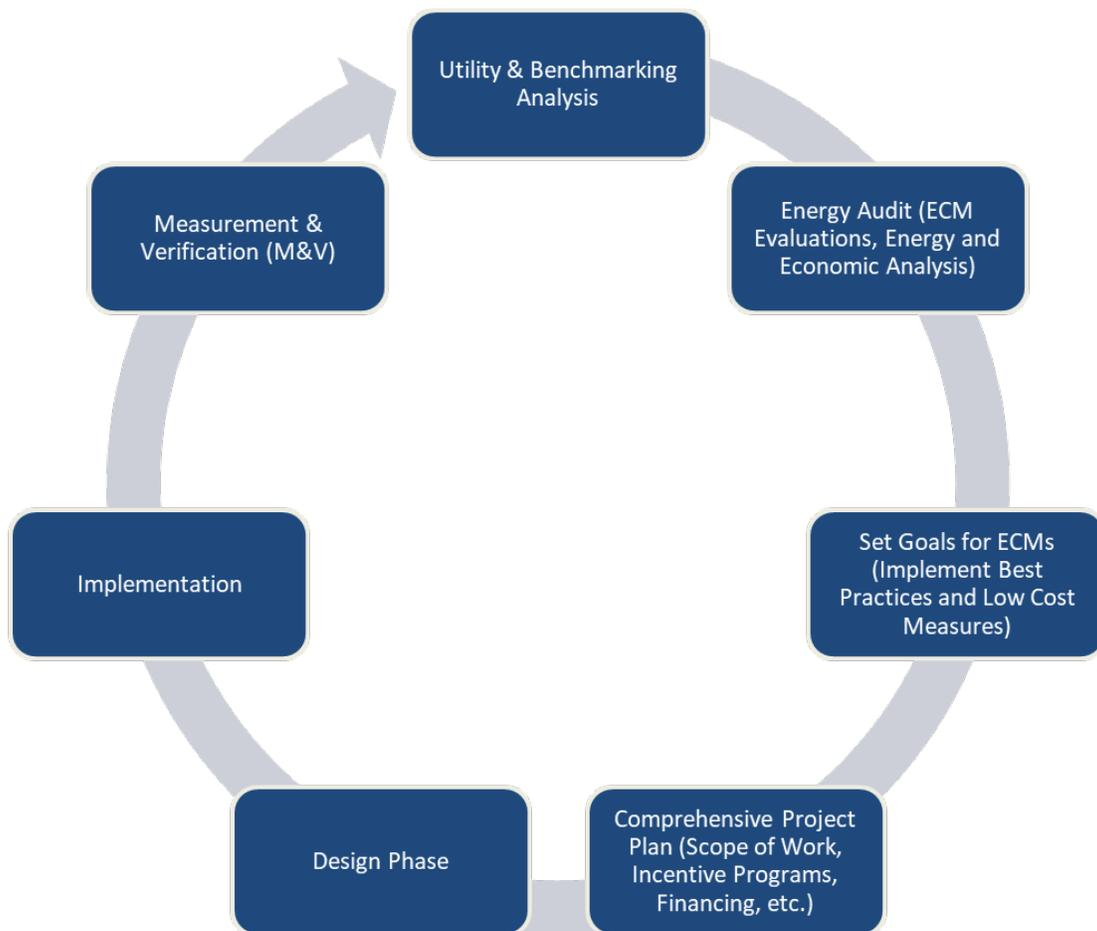 Utility & Benchmarking
Analysis
Energy Audit (ECM
Evaluations, Energy and
Economic Analysis)
Set Goals for ECMs
(Implement Best
Practices and Low Cost
Measures)
Comprehensive Project
Plan (Scope of Work,
Incentive Programs,
Financing, etc.)
Design Phase
Implementation
Measurement &
Verification (M&V)